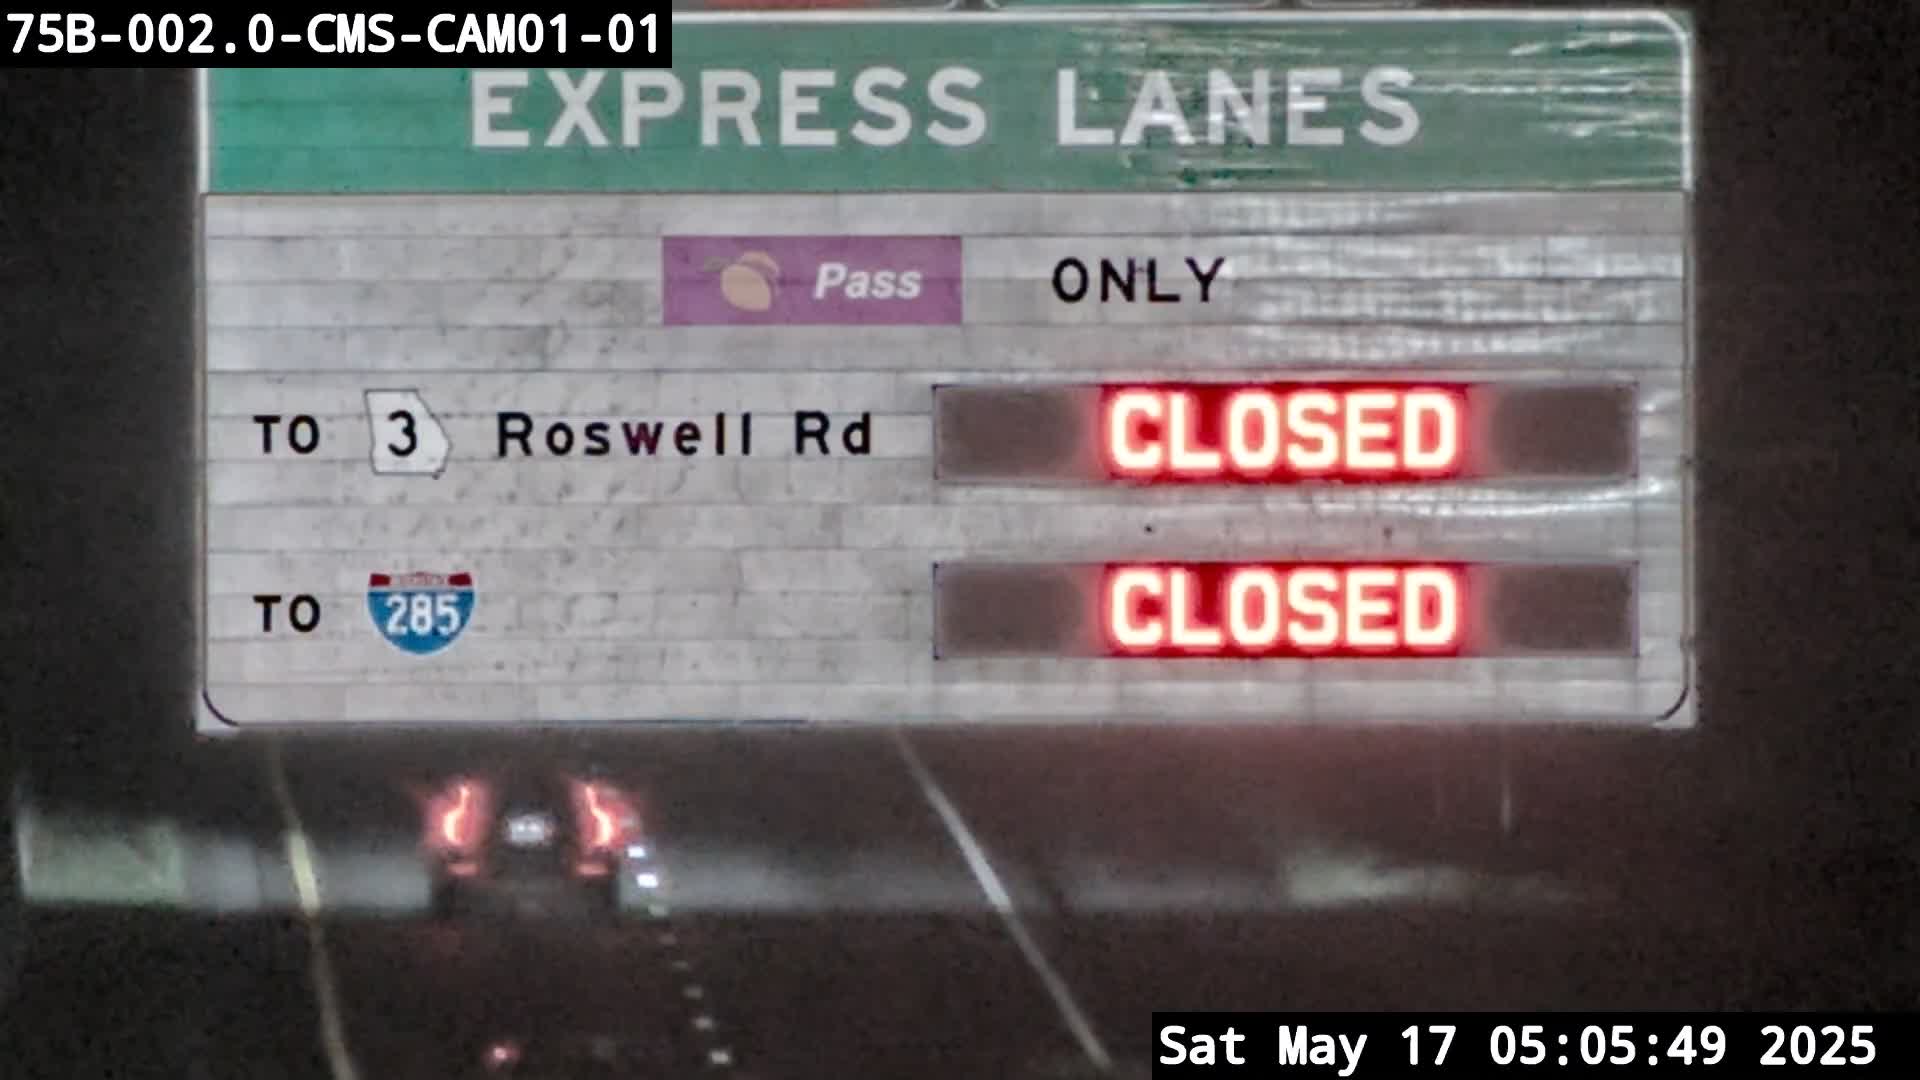 75B-002.0-CMS-CAM01-01
EXPRESS LANES
Pass ONLY
TO 3 Roswell Rd CLOSED
TO 285 CLOSED
Sat May 17 05:05:49 2025